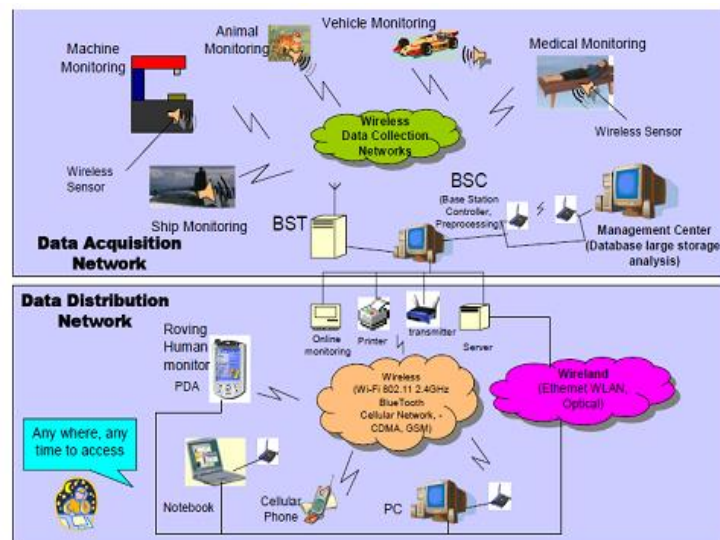 Machine
Monitoring
Animal
Monitoring
Vehicle Monitoring
Medical Monitoring
Wireless
Data Collection
Networks
Wireless Sensor
Wireless
Sensor
Ship Monitoring
BST
BSC
(Base Station
Controller,
Preprocessing)
Management Center
(Database large storage,
analysis)
Data Acquisition
Network
Data Distribution
Network
Online
monitoring
Printer
transmitter
Server
Roving
Human
monitor
PDA
Wireless
(Wi-Fi 802.11 2.4GHz
BlueTooth
Cellular Network, -
CDMA, GSM)
Wireland
(Ethernet WLAN,
Optical)
Any where, any
time to access
Notebook
Cellular
Phone
PC